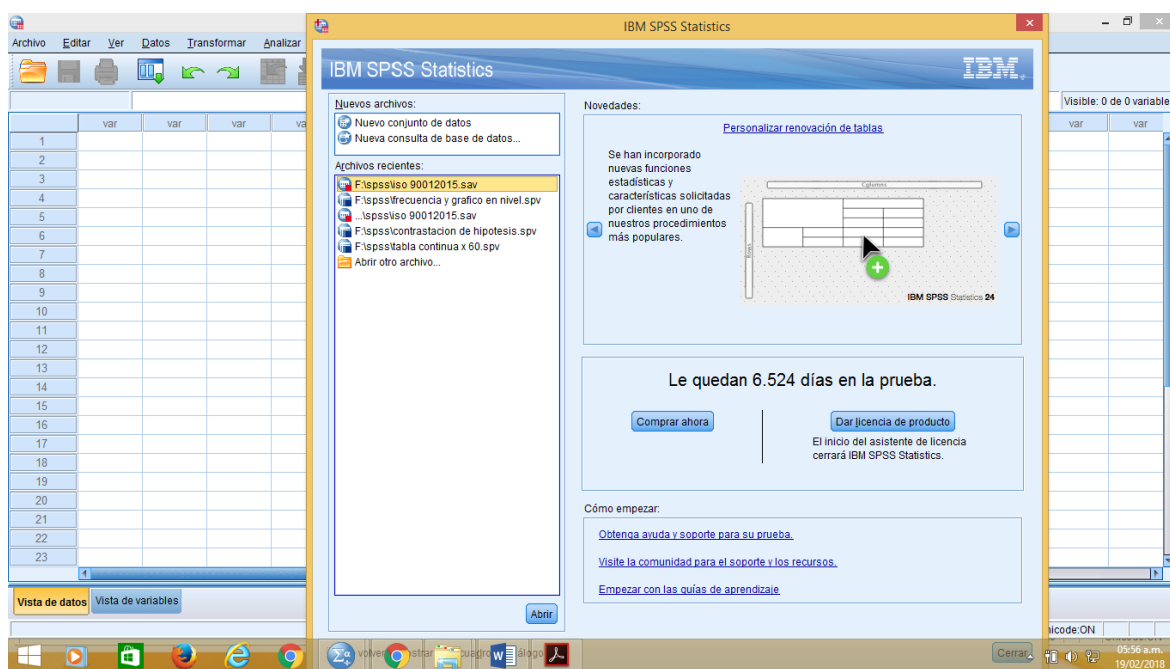 IBM SPSS Statistics
Archivo Editar Ver Datos Transformar Analizar
IBM SPSS Statistics
IBM
Visible: 0 de 0 variable
var var var va
var var
1
2
3
4
5
6
7
8
9
10
11
12
13
14
15
16
17
18
19
20
21
22
23
Nuevos archivos:
Nuevo conjunto de datos
Nueva consulta de base de datos...
Archivos recientes:
F:\spss\iso 90012015.sav
F:\spss\frecuencia y grafico en nivel.spv
...\spss\iso 90012015.sav
F:\spss\contrastacion de hipotesis.spv
F:\spss\tabla continua x 60.spv
Abrir otro archivo...
Abrir
Novedades:
Personalizar renovación de tablas
Se han incorporado
nuevas funciones
estadísticas y
características solicitadas
por clientes en uno de
nuestros procedimientos
más populares.
Columns
Rows
IBM SPSS Statistics 24
Le quedan 6.524 días en la prueba.
Comprar ahora
Dar licencia de producto
El inicio del asistente de licencia
cerrará IBM SPSS Statistics.
Cómo empezar:
Obtenga ayuda y soporte para su prueba.
Visite la comunidad para el soporte y los recursos.
Empezar con las guías de aprendizaje
Vista de datos Vista de variables
icode:ON
Cerrar
05:56 a.m.
19/02/2018